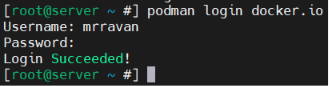 [root@server ~ #] podman login docker.io
Username: mrravan
Password:
Login Succeeded!
[root@server ~ #]